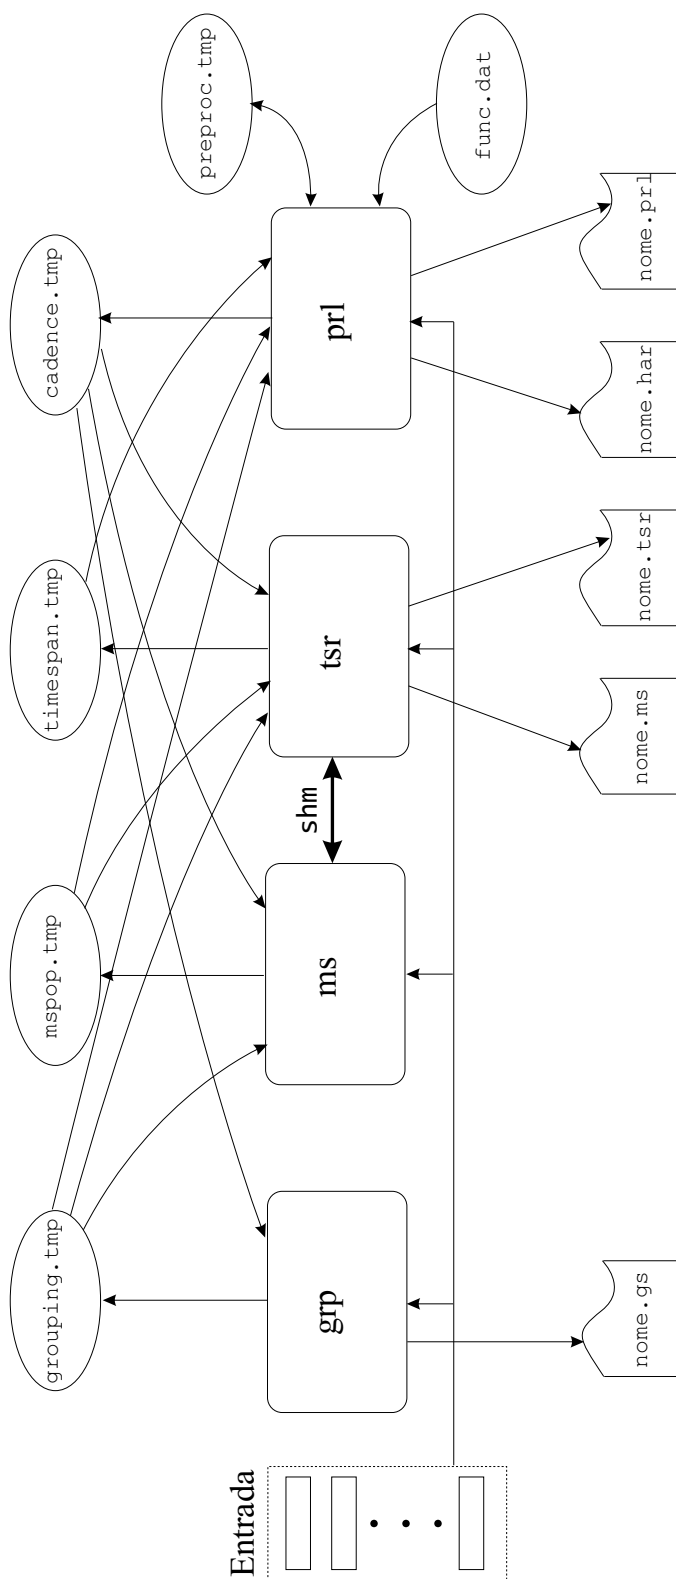 grouping.tmp
mspop.tmp
timespan.tmp
cadence.tmp
preproc.tmp
func.dat
Entrada
grp
ms
shm
tsr
prl
nome.gs
nome.ms
nome.tsr
nome.har
nome.prl